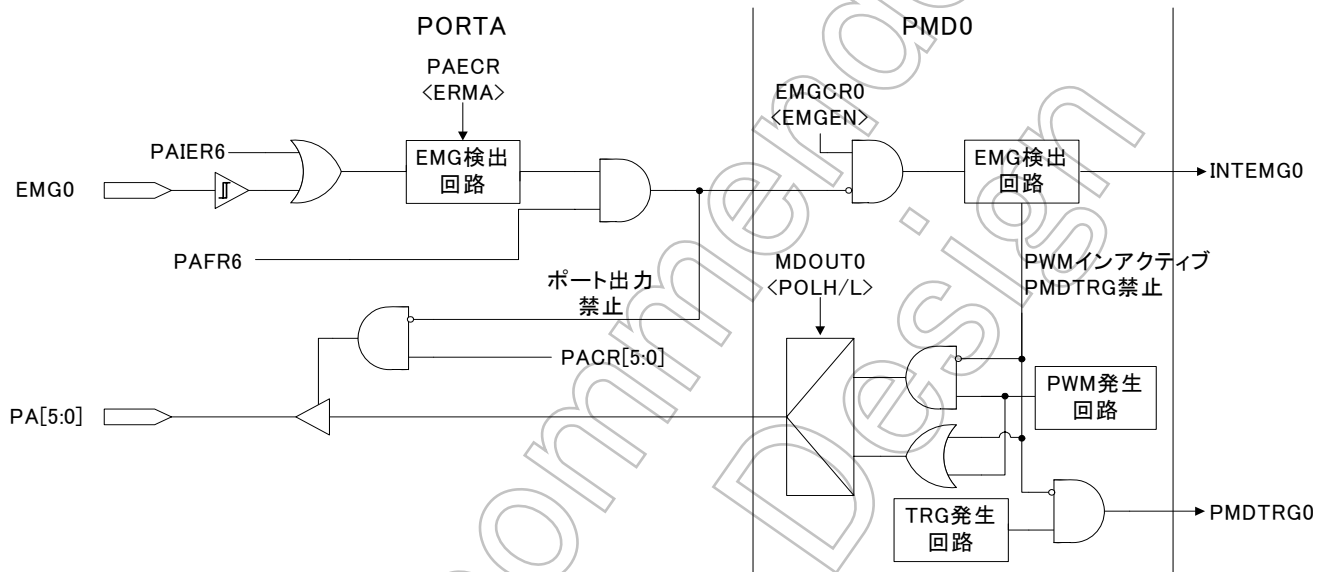 PORTA
PMD0
PAECR
<ERMA>
EMGCR0
<EMGEN>
PAIER6
EMG検出
回路
EMG検出
回路
INTEMG0
EMG0
PAFR6
ポート出力
禁止
MDOUT0
<POLH/L>
PWMインアクティブ
PMDTRG禁止
PACR[5:0]
PWM発生
回路
PA[5:0]
TRG発生
回路
PMDTRG0
ommended
Design